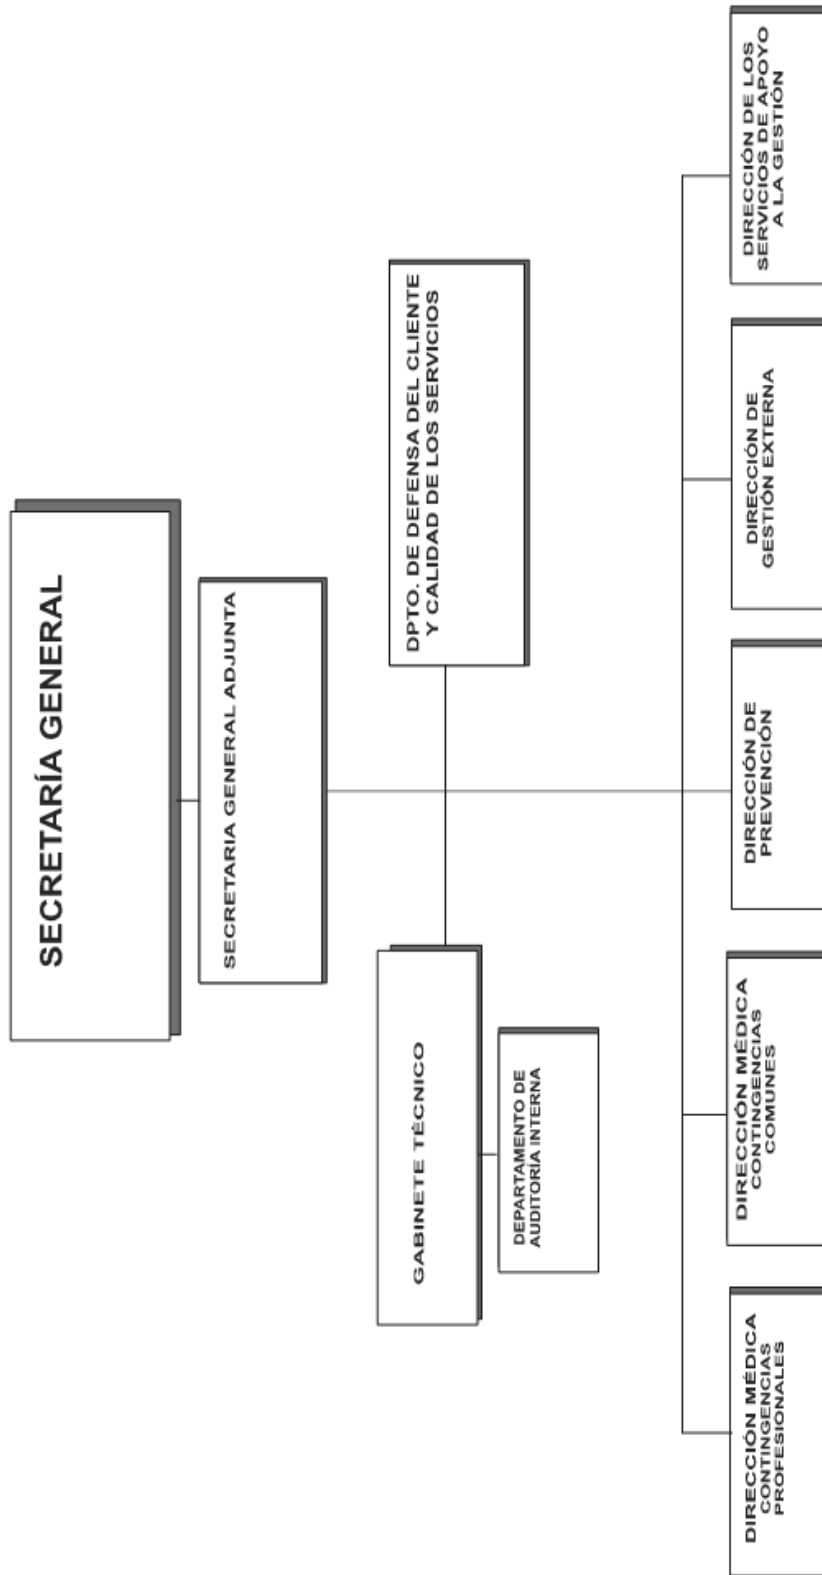 SECRETARÍA GENERAL
SECRETARIA GENERAL ADJUNTA
GABINETE TÉCNICO
DEPARTAMENTO DE
AUDITORÍA INTERNA
DPTO. DE DEFENSA DEL CLIENTE
Y CALIDAD DE LOS SERVICIOS
DIRECCIÓN MÉDICA
CONTINGENCIAS
PROFESIONALES
DIRECCIÓN MÉDICA
CONTINGENCIAS
COMUNES
DIRECCIÓN DE
PREVENCIÓN
DIRECCIÓN DE
GESTIÓN EXTERNA
DIRECCIÓN DE LOS
SERVICIOS DE APOYO
A LA GESTIÓN